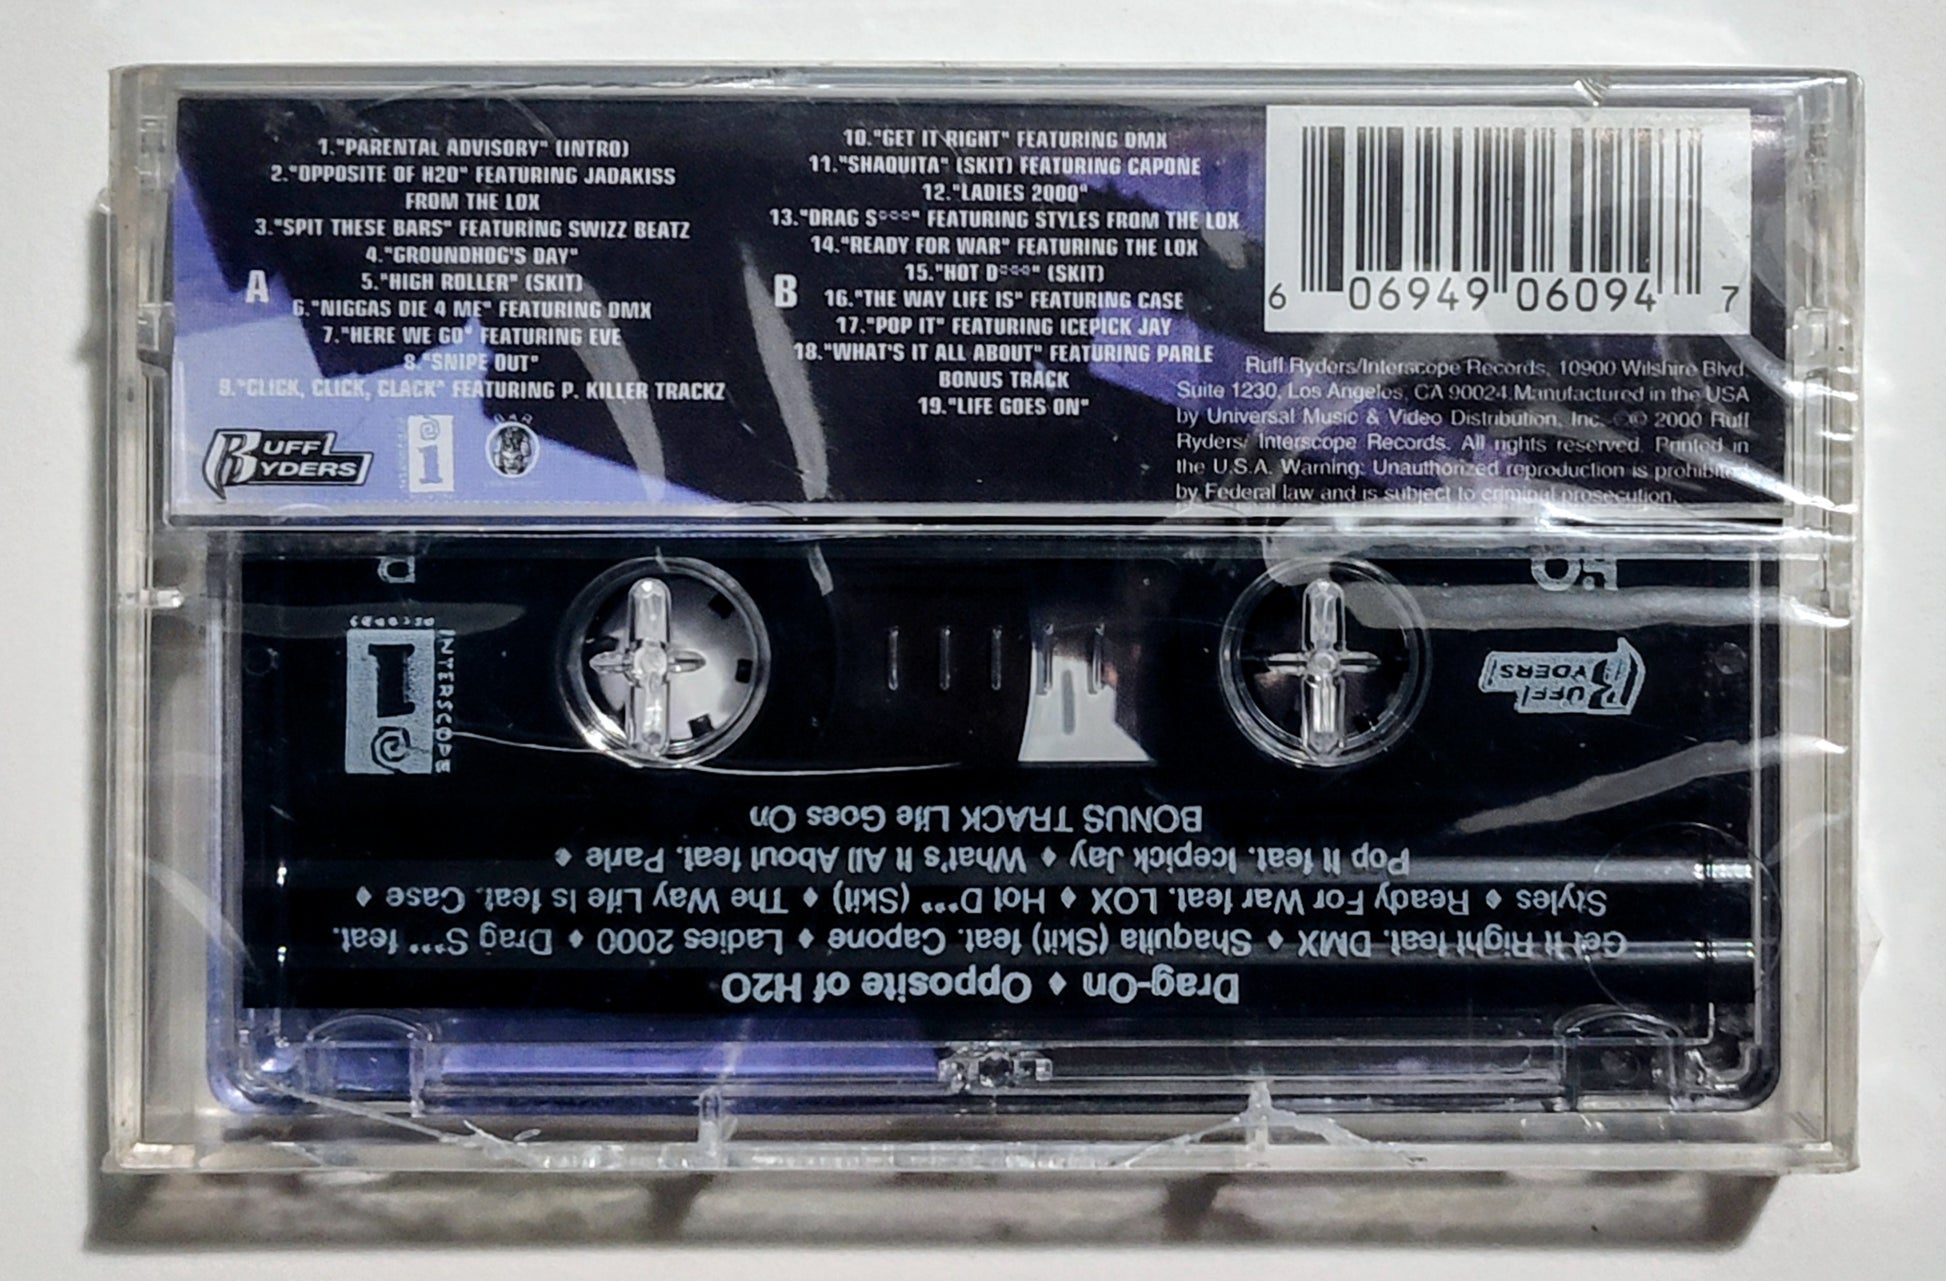 1."PARENTAL ADVISORY" (INTRO)
2."OPPOSITE OF H2O" FEATURING JADAKISS
FROM THE LOX
3."SPIT THESE BARS" FEATURING SWIZZ BEATZ
4."GROUNDHOG'S DAY"
5."HIGH ROLLER" (SKIT)
A
6."NIGGAS DIE 4 ME" FEATURING DMX
7."HERE WE GO" FEATURING EVE
8."SNIPE OUT"
9."CLICK, CLICK, CLACK" FEATURING P. KILLER TRACKZ
RUFF
RYDERS
10."GET IT RIGHT" FEATURING DMX
11."SHAQUITA" (SKIT) FEATURING CAPONE
12."LADIES 2000"
13."DRAG S***" FEATURING STYLES FROM THE LOX
14."READY FOR WAR" FEATURING THE LOX
15."HOT D***" (SKIT)
B
16."THE WAY LIFE IS" FEATURING CASE
17."POP IT" FEATURING ICEPICK JAY
18."WHAT'S IT ALL ABOUT" FEATURING PARLE
BONUS TRACK
19."LIFE GOES ON"
6 06949 06094 7
Ruff Ryders/Interscope Records, 10900 Wilshire Blvd.
Suite 1230, Los Angeles, CA 90024 Manufactured in the USA
by Universal Music & Video Distribution, Inc. ℗© 2000 Ruff
Ryders/ Interscope Records. All rights reserved. Printed in
the U.S.A. Warning: Unauthorized reproduction is prohibited
by Federal law and is subject to criminal prosecution.
Drag-On ♦ Opposite of H2O
Get It Right feat. DMX ♦ Shaquita (Skit) feat. Capone ♦ Ladies 2000 ♦ Drag S*** feat.
Styles ♦ Ready For War feat. LOX ♦ Hot D*** (Skit) ♦ The Way Life Is feat. Case ♦
Pop It feat. Icepick Jay ♦ What's It All About feat. Parle ♦
BONUS TRACK Life Goes On
RUFF
RYDERS
INTERSCOPE
RECORDS